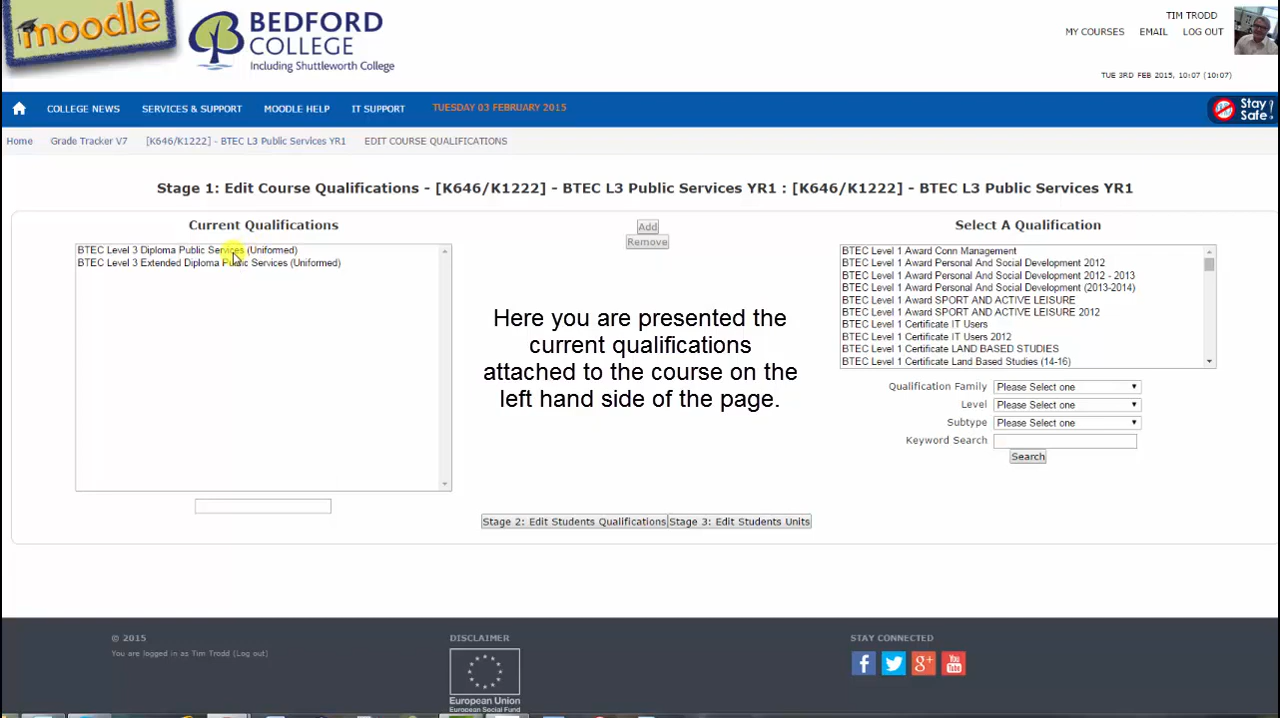 moodle
BEDFORD
COLLEGE
Including Shuttleworth College
TIM TRODD
MY COURSES EMAIL LOG OUT
TUE 3RD FEB 2015, 10:07 (10:07)
COLLEGE NEWS SERVICES & SUPPORT MOODLE HELP IT SUPPORT TUESDAY 03 FEBRUARY 2015
Stay
Safe!
Home Grade Tracker V7 [K646/K1222] - BTEC L3 Public Services YR1 EDIT COURSE QUALIFICATIONS
Stage 1: Edit Course Qualifications - [K646/K1222] - BTEC L3 Public Services YR1 : [K646/K1222] - BTEC L3 Public Services YR1
Current Qualifications
BTEC Level 3 Diploma Public Services (Uniformed)
BTEC Level 3 Extended Diploma Public Services (Uniformed)
Add
Remove
Here you are presented the
current qualifications
attached to the course on the
left hand side of the page.
Select A Qualification
BTEC Level 1 Award Conn Management
BTEC Level 1 Award Personal And Social Development 2012
BTEC Level 1 Award Personal And Social Development 2012 - 2013
BTEC Level 1 Award Personal And Social Development (2013-2014)
BTEC Level 1 Award SPORT AND ACTIVE LEISURE
BTEC Level 1 Award SPORT AND ACTIVE LEISURE 2012
BTEC Level 1 Certificate IT Users
BTEC Level 1 Certificate IT Users 2012
BTEC Level 1 Certificate LAND BASED STUDIES
BTEC Level 1 Certificate Land Based Studies (14-16)
Qualification Family Please Select one
Level Please Select one
Subtype Please Select one
Keyword Search
Search
Stage 2: Edit Students Qualifications Stage 3: Edit Students Units
© 2015
You are logged in as Tim Trodd (Log out)
DISCLAIMER
European Union
European Social Fund
STAY CONNECTED
f
g+
You
Tube